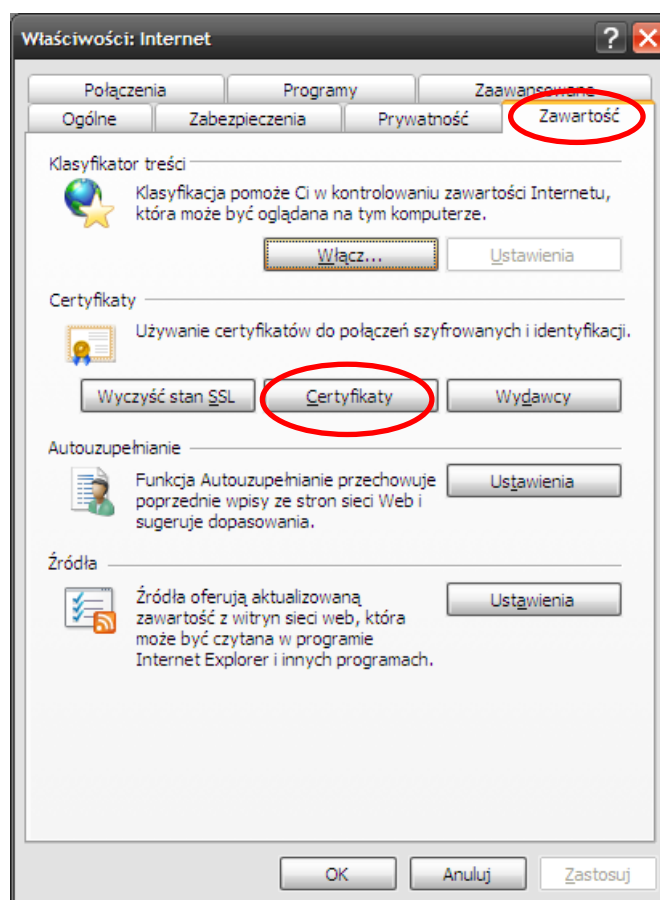 Właściwości: Internet
?
Połączenia Programy Zaawansowane
Ogólne Zabezpieczenia Prywatność Zawartość
Klasyfikator treści
Klasyfikacja pomoże Ci w kontrolowaniu zawartości Internetu,
która może być oglądana na tym komputerze.
Włącz... Ustawienia
Certyfikaty
Używanie certyfikatów do połączeń szyfrowanych i identyfikacji.
Wyczyść stan SSL Certyfikaty Wydawcy
Autouzupełnianie
Funkcja Autouzupełnianie przechowuje
poprzednie wpisy ze stron sieci Web i
sugeruje dopasowania.
Ustawienia
Źródła
Źródła oferują aktualizowaną
zawartość z witryn sieci web, która
może być czytana w programie
Internet Explorer i innych programach.
Ustawienia
OK Anuluj Zastosuj